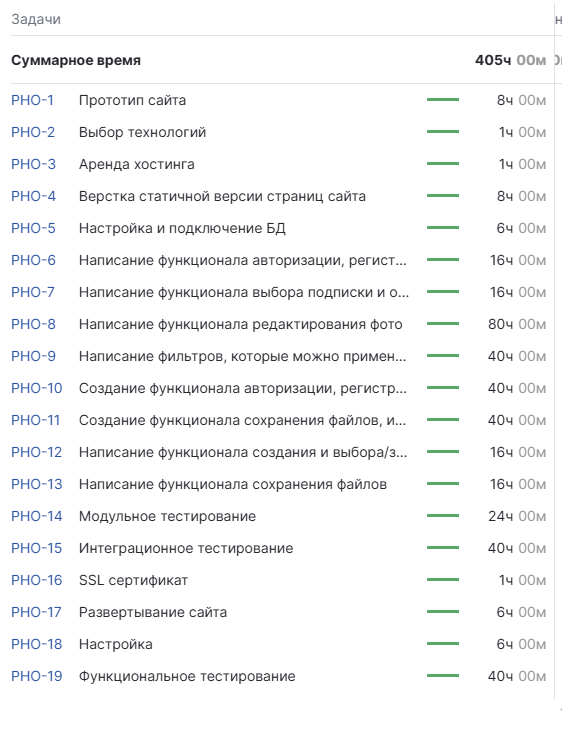 Задачи
Суммарное время 405ч 00м
PHO-1 Прототип сайта 8ч 00м
PHO-2 Выбор технологий 1ч 00м
PHO-3 Аренда хостинга 1ч 00м
PHO-4 Верстка статичной версии страниц сайта 8ч 00м
PHO-5 Настройка и подключение БД 6ч 00м
PHO-6 Написание функционала авторизации, регист... 16ч 00м
PHO-7 Написание функционала выбора подписки и о... 16ч 00м
PHO-8 Написание функционала редактирования фото 80ч 00м
PHO-9 Написание фильтров, которые можно примен... 40ч 00м
PHO-10 Создание функционала авторизации, регистр... 40ч 00м
PHO-11 Создание функционала сохранения файлов, и... 40ч 00м
PHO-12 Написание функционала создания и выбора/з... 16ч 00м
PHO-13 Написание функционала сохранения файлов 16ч 00м
PHO-14 Модульное тестирование 24ч 00м
PHO-15 Интеграционное тестирование 40ч 00м
PHO-16 SSL сертификат 1ч 00м
PHO-17 Развертывание сайта 6ч 00м
PHO-18 Настройка 6ч 00м
PHO-19 Функциональное тестирование 40ч 00м